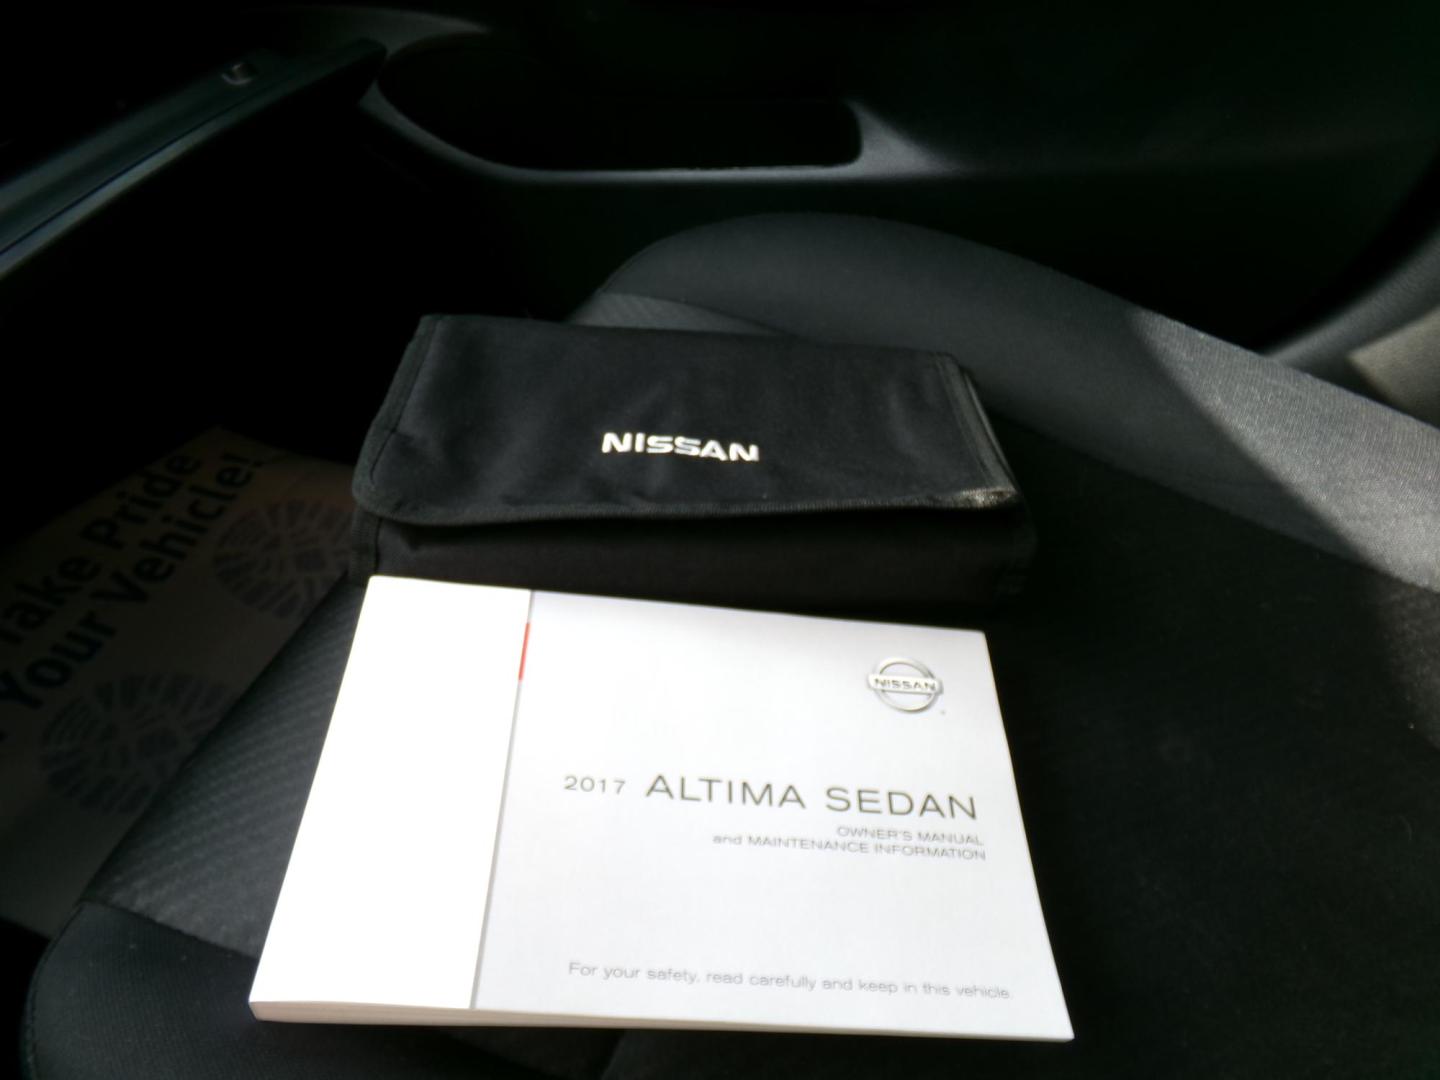 Take Pride
Your Vehicle!
NISSAN
NISSAN
2017 ALTIMA SEDAN
OWNER'S MANUAL
and MAINTENANCE INFORMATION
For your safety, read carefully and keep in this vehicle.